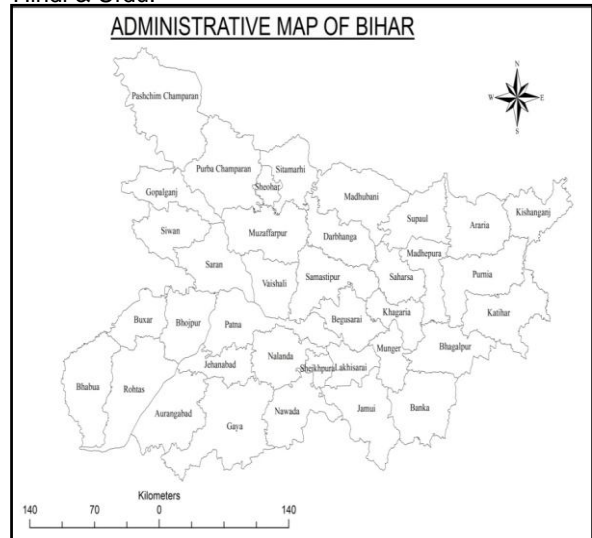 Hindi & Urdu.
ADMINISTRATIVE MAP OF BIHAR
N
W E
S
Pashchim Champaran
Purba Champaran
Sitamarhi
Sheohar
Gopalganj
Madhubani
Supaul
Araria
Kishanganj
Siwan
Muzaffarpur
Darbhanga
Madhepura
Saran
Vaishali
Samastipur
Saharsa
Purnia
Buxar
Bhojpur
Patna
Begusarai
Khagaria
Katihar
Jehanabad
Nalanda
Sheikhpura
Lakhisarai
Munger
Bhagalpur
Bhabua
Rohtas
Aurangabad
Gaya
Nawada
Jamui
Banka
Kilometers
140 70 0 140